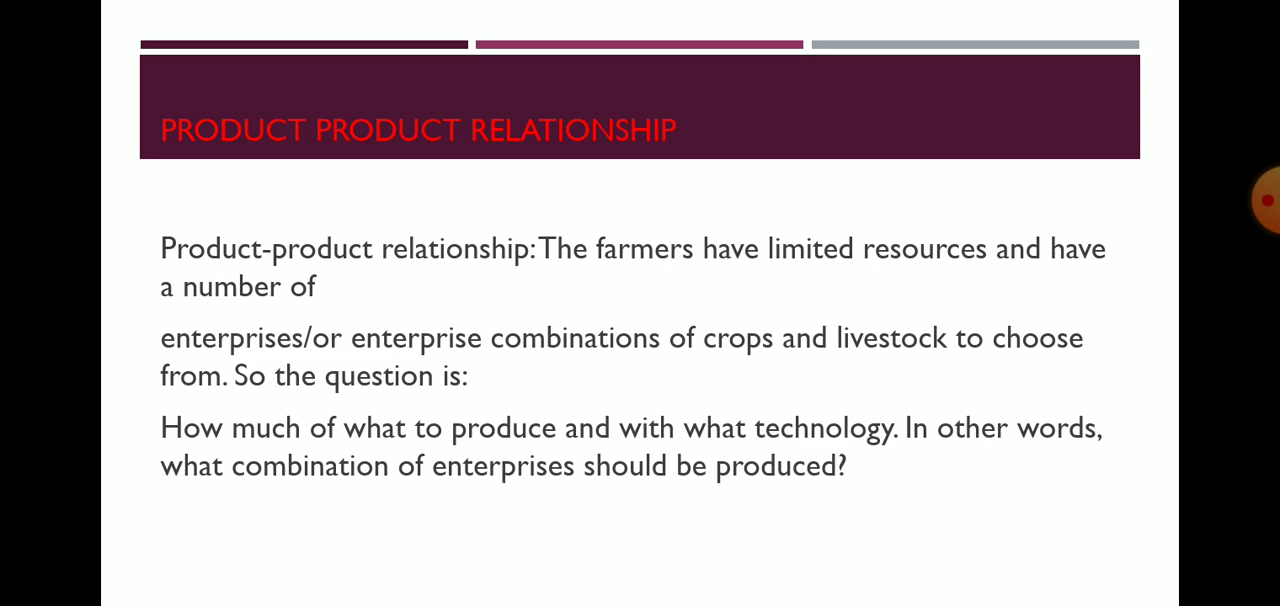 PRODUCT PRODUCT RELATIONSHIP
Product-product relationship: The farmers have limited resources and have
a number of
enterprises/or enterprise combinations of crops and livestock to choose
from. So the question is:
How much of what to produce and with what technology. In other words,
what combination of enterprises should be produced?